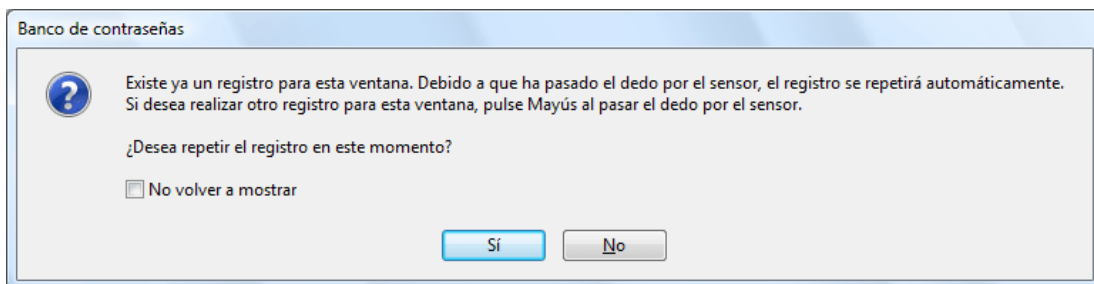 Banco de contraseñas
Existe ya un registro para esta ventana. Debido a que ha pasado el dedo por el sensor, el registro se repetirá automáticamente.
Si desea realizar otro registro para esta ventana, pulse Mayús al pasar el dedo por el sensor.
¿Desea repetir el registro en este momento?
No volver a mostrar
Sí No